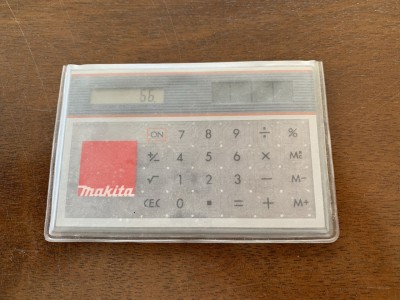 56
ON 7 8 9 ÷ %
+/− 4 5 6 × MR
√ 1 2 3 − M−
CE·C 0 • = + M+
makita